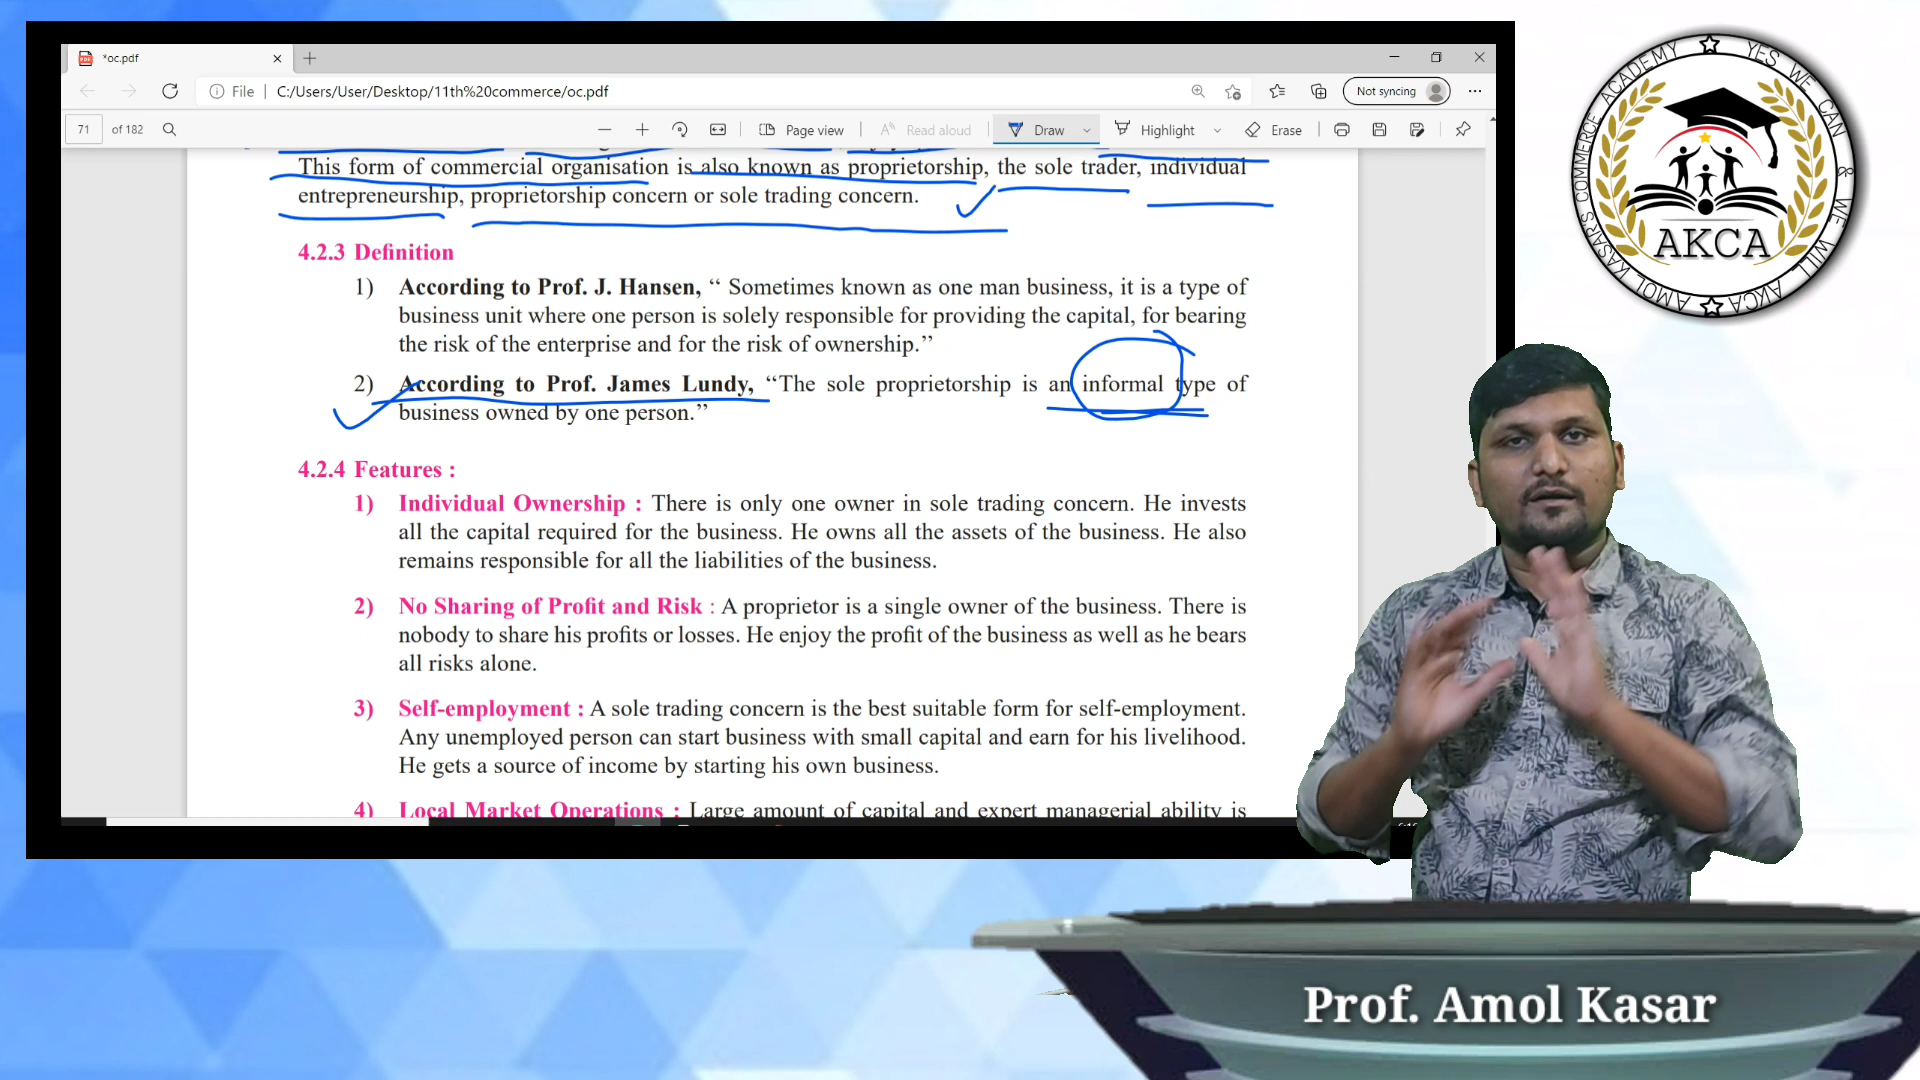 *oc.pdf
File
C:/Users/User/Desktop/11th%20commerce/oc.pdf
Not syncing
71 of 182
Page view
Read aloud
Draw
Highlight
Erase
This form of commercial organisation is also known as proprietorship, the sole trader, individual
entrepreneurship, proprietorship concern or sole trading concern.
4.2.3 Definition
1) According to Prof. J. Hansen, ‘‘ Sometimes known as one man business, it is a type of
business unit where one person is solely responsible for providing the capital, for bearing
the risk of the enterprise and for the risk of ownership.’’
2) According to Prof. James Lundy, ‘‘The sole proprietorship is an informal type of
business owned by one person.’’
4.2.4 Features :
1) Individual Ownership : There is only one owner in sole trading concern. He invests
all the capital required for the business. He owns all the assets of the business. He also
remains responsible for all the liabilities of the business.
2) No Sharing of Profit and Risk : A proprietor is a single owner of the business. There is
nobody to share his profits or losses. He enjoy the profit of the business as well as he bears
all risks alone.
3) Self-employment : A sole trading concern is the best suitable form for self-employment.
Any unemployed person can start business with small capital and earn for his livelihood.
He gets a source of income by starting his own business.
4) Local Market Operations : Large amount of capital and expert managerial ability is
AMOL KASAR'S COMMERCE ACADEMY
YES WE CAN & WE WILL
AKCA
AKCA
Prof. Amol Kasar